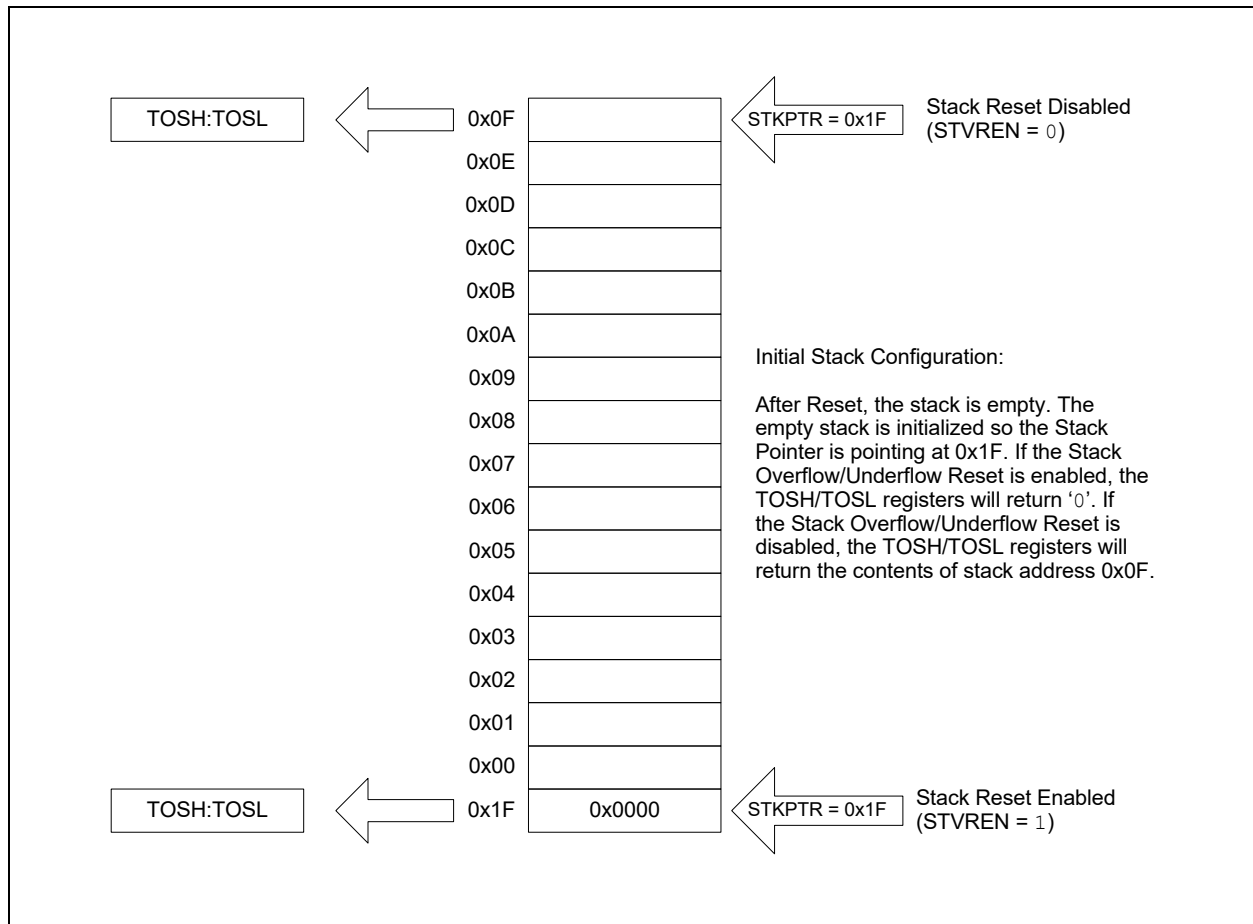 TOSH:TOSL
0x0F
STKPTR = 0x1F
Stack Reset Disabled
(STVREN = 0)
0x0E
0x0D
0x0C
0x0B
0x0A
0x09
0x08
0x07
0x06
0x05
0x04
0x03
0x02
0x01
0x00
Initial Stack Configuration:
After Reset, the stack is empty. The
empty stack is initialized so the Stack
Pointer is pointing at 0x1F. If the Stack
Overflow/Underflow Reset is enabled, the
TOSH/TOSL registers will return ‘0’. If
the Stack Overflow/Underflow Reset is
disabled, the TOSH/TOSL registers will
return the contents of stack address 0x0F.
TOSH:TOSL
0x1F
0x0000
STKPTR = 0x1F
Stack Reset Enabled
(STVREN = 1)